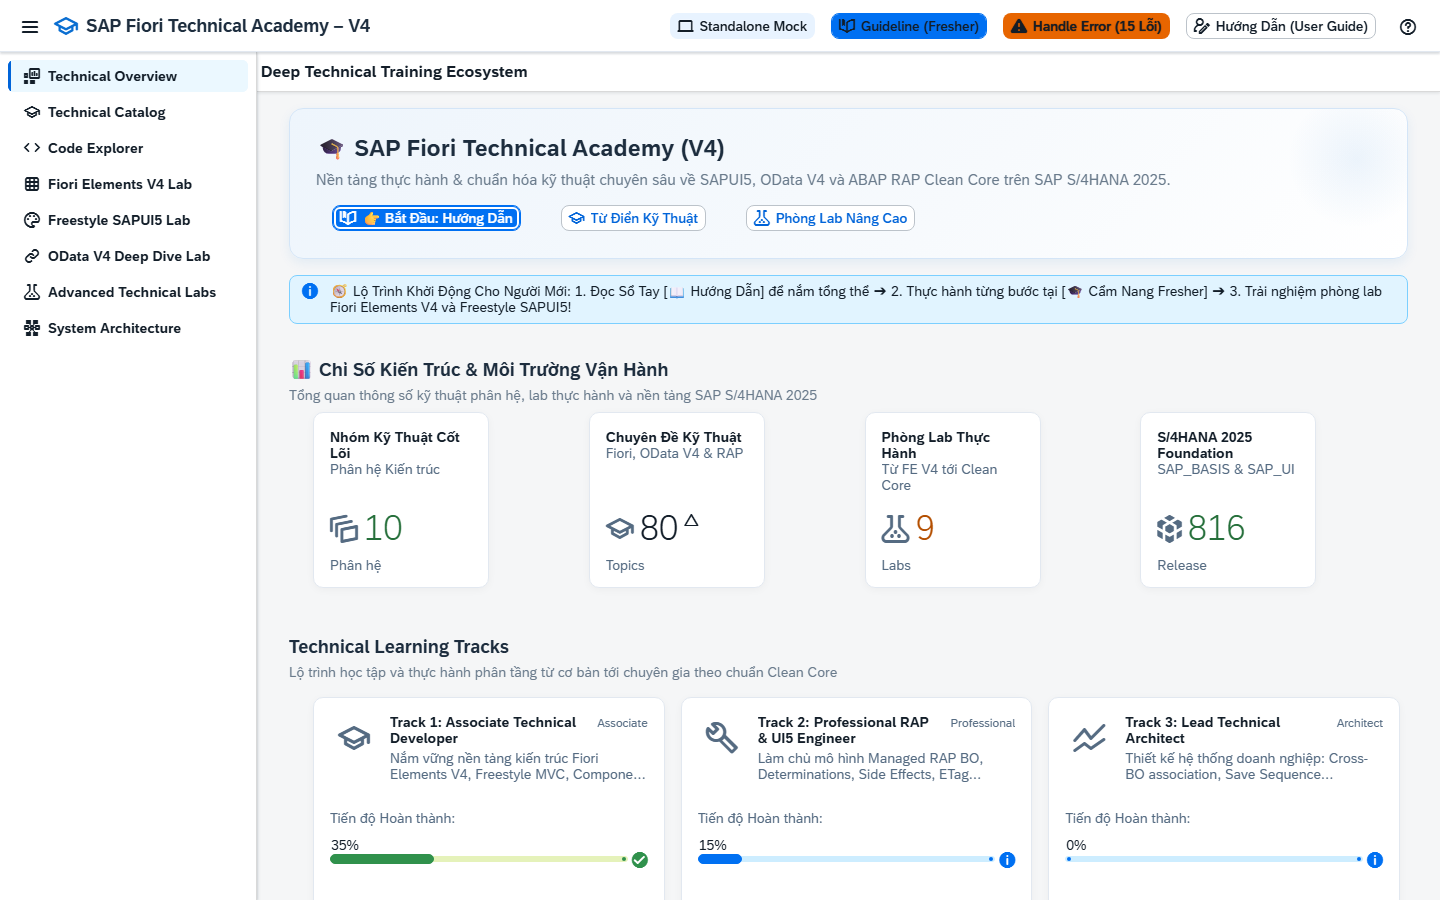 SAP Fiori Technical Academy – V4
Standalone Mock
Guideline (Fresher)
Handle Error (15 Lỗi)
Hướng Dẫn (User Guide)
Technical Overview
Technical Catalog
Code Explorer
Fiori Elements V4 Lab
Freestyle SAPUI5 Lab
OData V4 Deep Dive Lab
Advanced Technical Labs
System Architecture
Deep Technical Training Ecosystem
🎓 SAP Fiori Technical Academy (V4)
Nền tảng thực hành & chuẩn hóa kỹ thuật chuyên sâu về SAPUI5, OData V4 và ABAP RAP Clean Core trên SAP S/4HANA 2025.
👉 Bắt Đầu: Hướng Dẫn
Từ Điển Kỹ Thuật
Phòng Lab Nâng Cao
🧭 Lộ Trình Khởi Động Cho Người Mới: 1. Đọc Sổ Tay [📖 Hướng Dẫn] để nắm tổng thể ➔ 2. Thực hành từng bước tại [🎓 Cẩm Nang Fresher] ➔ 3. Trải nghiệm phòng lab
Fiori Elements V4 và Freestyle SAPUI5!
📊 Chỉ Số Kiến Trúc & Môi Trường Vận Hành
Tổng quan thông số kỹ thuật phân hệ, lab thực hành và nền tảng SAP S/4HANA 2025
Nhóm Kỹ Thuật Cốt
Lõi
Phân hệ Kiến trúc
10
Phân hệ
Chuyên Đề Kỹ Thuật
Fiori, OData V4 & RAP
80
Topics
Phòng Lab Thực
Hành
Từ FE V4 tới Clean
Core
9
Labs
S/4HANA 2025
Foundation
SAP_BASIS & SAP_UI
816
Release
Technical Learning Tracks
Lộ trình học tập và thực hành phân tầng từ cơ bản tới chuyên gia theo chuẩn Clean Core
Track 1: Associate Technical
Developer
Associate
Nắm vững nền tảng kiến trúc Fiori
Elements V4, Freestyle MVC, Compone...
Tiến độ Hoàn thành:
35%
Track 2: Professional RAP
& UI5 Engineer
Professional
Làm chủ mô hình Managed RAP BO,
Determinations, Side Effects, ETag...
Tiến độ Hoàn thành:
15%
Track 3: Lead Technical
Architect
Architect
Thiết kế hệ thống doanh nghiệp: Cross-
BO association, Save Sequence...
Tiến độ Hoàn thành:
0%